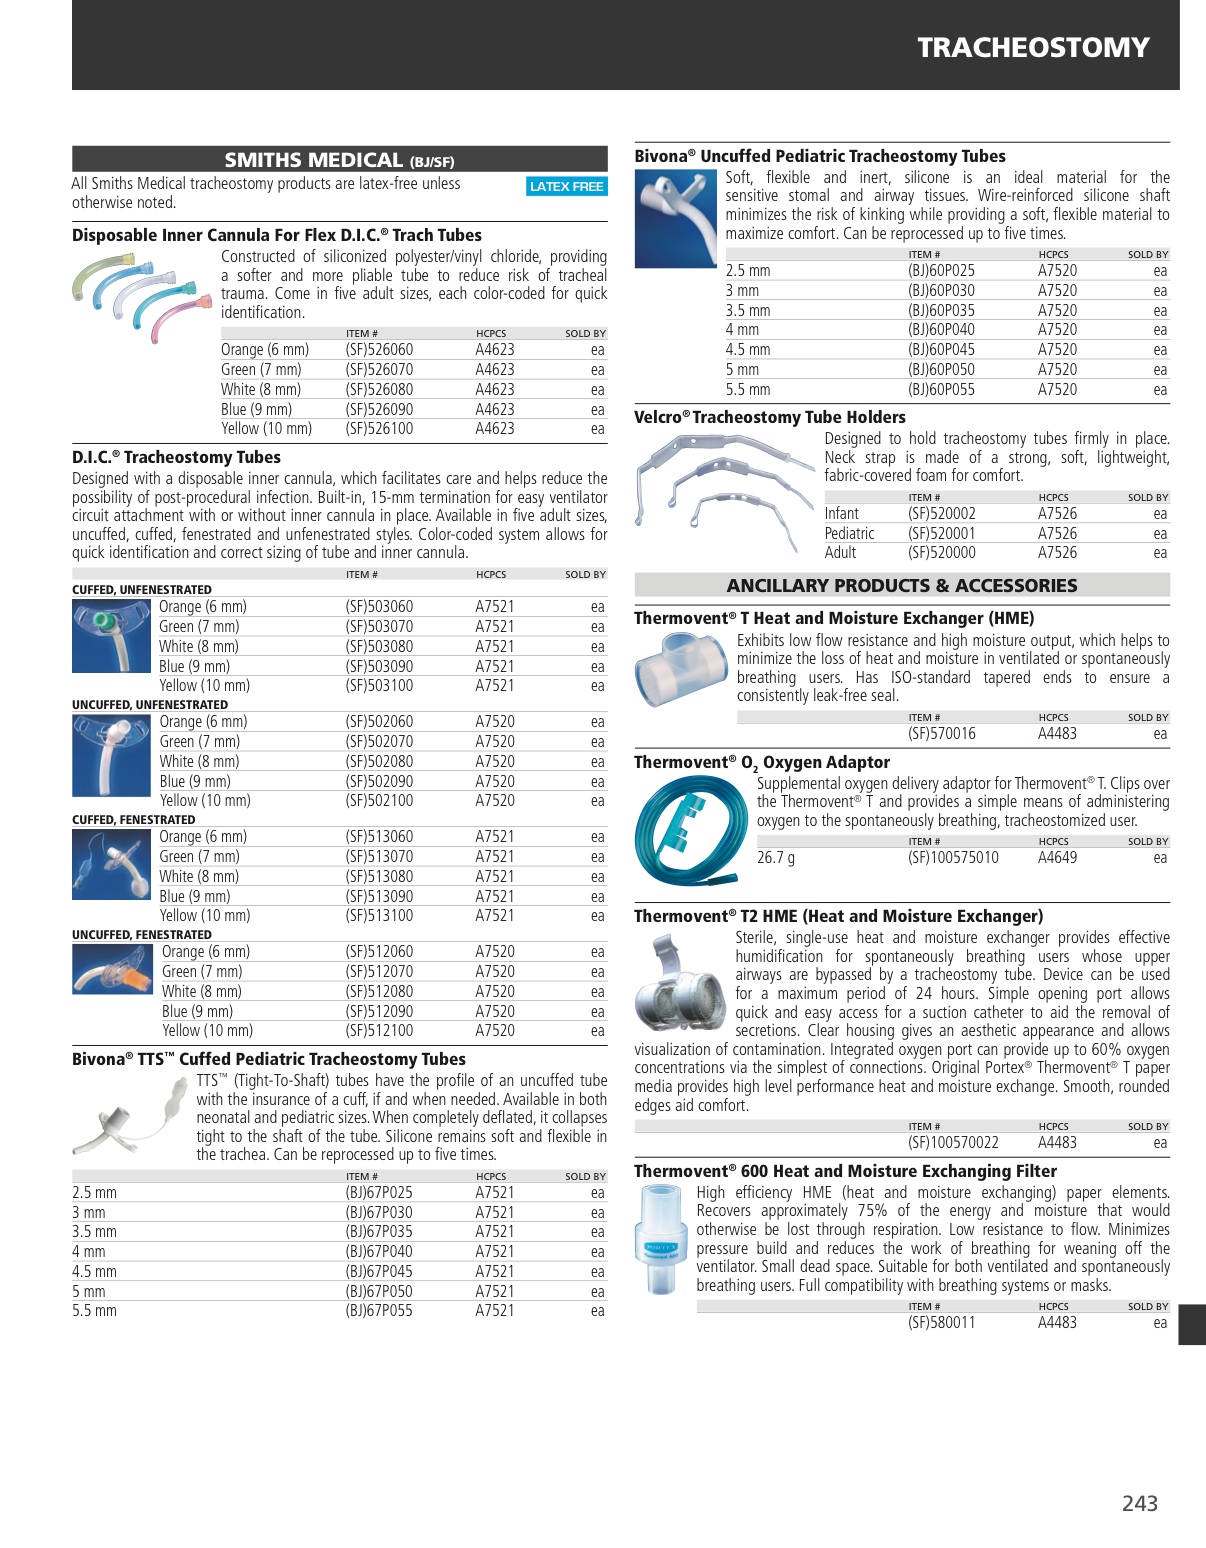 TRACHEOSTOMY
SMITHS MEDICAL (BJ/SF)
All Smiths Medical tracheostomy products are latex-free unless
otherwise noted.
LATEX FREE
Disposable Inner Cannula For Flex D.I.C.® Trach Tubes
Constructed of siliconized polyester/vinyl chloride, providing
a softer and more pliable tube to reduce risk of tracheal
trauma. Come in five adult sizes, each color-coded for quick
identification.
ITEM # HCPCS SOLD BY
Orange (6 mm) (SF)526060 A4623 ea
Green (7 mm) (SF)526070 A4623 ea
White (8 mm) (SF)526080 A4623 ea
Blue (9 mm) (SF)526090 A4623 ea
Yellow (10 mm) (SF)526100 A4623 ea
D.I.C.® Tracheostomy Tubes
Designed with a disposable inner cannula, which facilitates care and helps reduce the
possibility of post-procedural infection. Built-in, 15-mm termination for easy ventilator
circuit attachment with or without inner cannula in place. Available in five adult sizes,
uncuffed, cuffed, fenestrated and unfenestrated styles. Color-coded system allows for
quick identification and correct sizing of tube and inner cannula.
ITEM # HCPCS SOLD BY
CUFFED, UNFENESTRATED
Orange (6 mm) (SF)503060 A7521 ea
Green (7 mm) (SF)503070 A7521 ea
White (8 mm) (SF)503080 A7521 ea
Blue (9 mm) (SF)503090 A7521 ea
Yellow (10 mm) (SF)503100 A7521 ea
UNCUFFED, UNFENESTRATED
Orange (6 mm) (SF)502060 A7520 ea
Green (7 mm) (SF)502070 A7520 ea
White (8 mm) (SF)502080 A7520 ea
Blue (9 mm) (SF)502090 A7520 ea
Yellow (10 mm) (SF)502100 A7520 ea
CUFFED, FENESTRATED
Orange (6 mm) (SF)513060 A7521 ea
Green (7 mm) (SF)513070 A7521 ea
White (8 mm) (SF)513080 A7521 ea
Blue (9 mm) (SF)513090 A7521 ea
Yellow (10 mm) (SF)513100 A7521 ea
UNCUFFED, FENESTRATED
Orange (6 mm) (SF)512060 A7520 ea
Green (7 mm) (SF)512070 A7520 ea
White (8 mm) (SF)512080 A7520 ea
Blue (9 mm) (SF)512090 A7520 ea
Yellow (10 mm) (SF)512100 A7520 ea
Bivona® TTS™ Cuffed Pediatric Tracheostomy Tubes
TTS™ (Tight-To-Shaft) tubes have the profile of an uncuffed tube
with the insurance of a cuff, if and when needed. Available in both
neonatal and pediatric sizes. When completely deflated, it collapses
tight to the shaft of the tube. Silicone remains soft and flexible in
the trachea. Can be reprocessed up to five times.
ITEM # HCPCS SOLD BY
2.5 mm (BJ)67P025 A7521 ea
3 mm (BJ)67P030 A7521 ea
3.5 mm (BJ)67P035 A7521 ea
4 mm (BJ)67P040 A7521 ea
4.5 mm (BJ)67P045 A7521 ea
5 mm (BJ)67P050 A7521 ea
5.5 mm (BJ)67P055 A7521 ea
Bivona® Uncuffed Pediatric Tracheostomy Tubes
Soft, flexible and inert, silicone is an ideal material for the
sensitive stomal and airway tissues. Wire-reinforced silicone shaft
minimizes the risk of kinking while providing a soft, flexible material to
maximize comfort. Can be reprocessed up to five times.
ITEM # HCPCS SOLD BY
2.5 mm (BJ)60P025 A7520 ea
3 mm (BJ)60P030 A7520 ea
3.5 mm (BJ)60P035 A7520 ea
4 mm (BJ)60P040 A7520 ea
4.5 mm (BJ)60P045 A7520 ea
5 mm (BJ)60P050 A7520 ea
5.5 mm (BJ)60P055 A7520 ea
Velcro® Tracheostomy Tube Holders
Designed to hold tracheostomy tubes firmly in place.
Neck strap is made of a strong, soft, lightweight,
fabric-covered foam for comfort.
ITEM # HCPCS SOLD BY
Infant (SF)520002 A7526 ea
Pediatric (SF)520001 A7526 ea
Adult (SF)520000 A7526 ea
ANCILLARY PRODUCTS & ACCESSORIES
Thermovent® T Heat and Moisture Exchanger (HME)
Exhibits low flow resistance and high moisture output, which helps to
minimize the loss of heat and moisture in ventilated or spontaneously
breathing users. Has ISO-standard tapered ends to ensure a
consistently leak-free seal.
ITEM # HCPCS SOLD BY
(SF)570016 A4483 ea
Thermovent® O2 Oxygen Adaptor
Supplemental oxygen delivery adaptor for Thermovent® T. Clips over
the Thermovent® T and provides a simple means of administering
oxygen to the spontaneously breathing, tracheostomized user.
ITEM # HCPCS SOLD BY
26.7 g (SF)100575010 A4649 ea
Thermovent® T2 HME (Heat and Moisture Exchanger)
Sterile, single-use heat and moisture exchanger provides effective
humidification for spontaneously breathing users whose upper
airways are bypassed by a tracheostomy tube. Device can be used
for a maximum period of 24 hours. Simple opening port allows
quick and easy access for a suction catheter to aid the removal of
secretions. Clear housing gives an aesthetic appearance and allows
visualization of contamination. Integrated oxygen port can provide up to 60% oxygen
concentrations via the simplest of connections. Original Portex® Thermovent® T paper
media provides high level performance heat and moisture exchange. Smooth, rounded
edges aid comfort.
ITEM # HCPCS SOLD BY
(SF)100570022 A4483 ea
Thermovent® 600 Heat and Moisture Exchanging Filter
High efficiency HME (heat and moisture exchanging) paper elements.
Recovers approximately 75% of the energy and moisture that would
otherwise be lost through respiration. Low resistance to flow. Minimizes
pressure build and reduces the work of breathing for weaning off the
ventilator. Small dead space. Suitable for both ventilated and spontaneously
breathing users. Full compatibility with breathing systems or masks.
PORTEX
ITEM # HCPCS SOLD BY
(SF)580011 A4483 ea
243